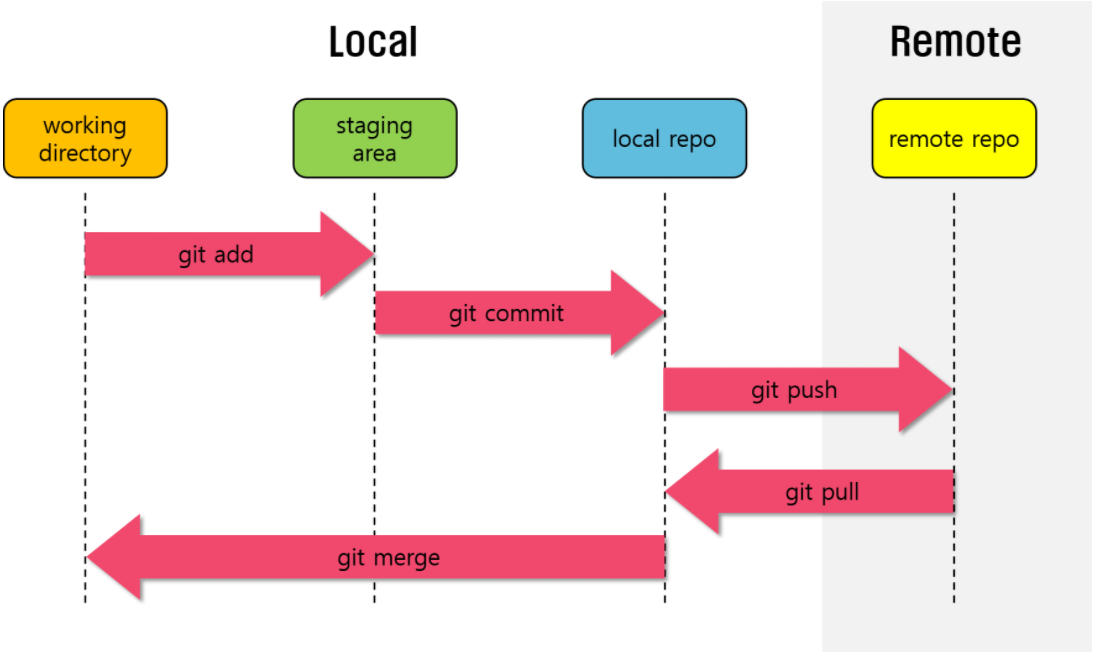 Local
Remote
working
directory
staging
area
local repo
remote repo
git add
git commit
git push
git pull
git merge